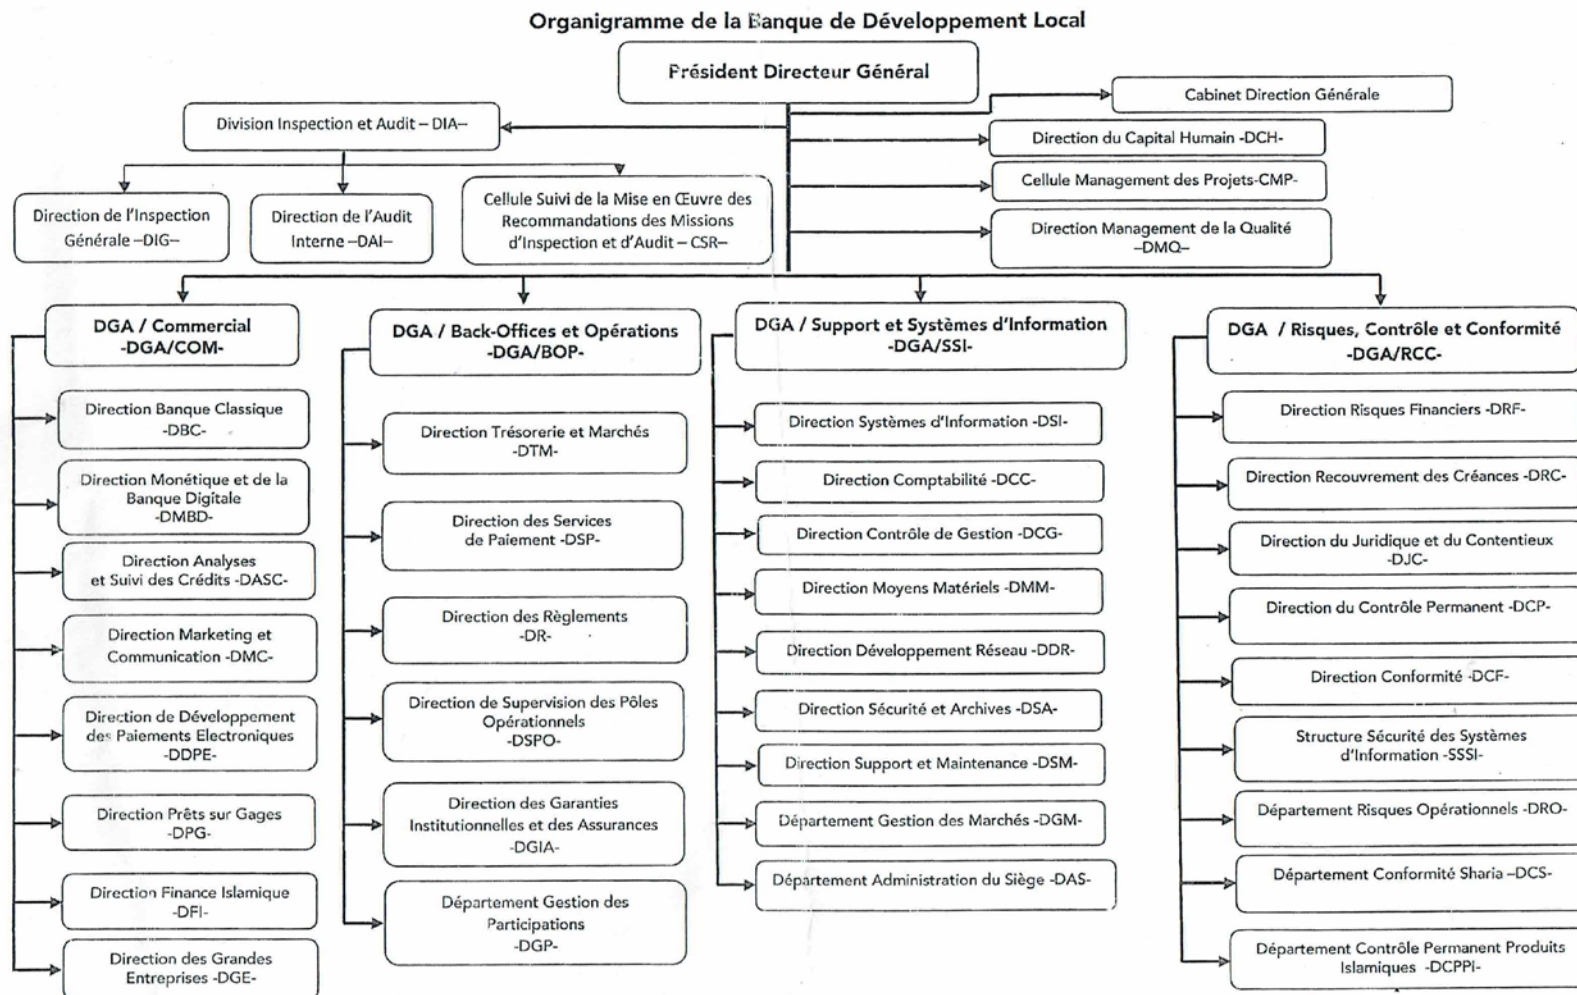 Organigramme de la Banque de Développement Local
Président Directeur Général
Cabinet Direction Générale
Division Inspection et Audit – DIA–
Direction du Capital Humain -DCH-
Cellule Management des Projets-CMP-
Direction Management de la Qualité
–DMQ–
Direction de l'Inspection
Générale –DIG–
Direction de l'Audit
Interne –DAI–
Cellule Suivi de la Mise en Œuvre des
Recommandations des Missions
d'Inspection et d'Audit – CSR–
DGA / Commercial
-DGA/COM-
Direction Banque Classique
-DBC-
Direction Monétique et de la
Banque Digitale
-DMBD-
Direction Analyses
et Suivi des Crédits -DASC-
Direction Marketing et
Communication -DMC-
Direction de Développement
des Paiements Electroniques
-DDPE-
Direction Prêts sur Gages
-DPG-
Direction Finance Islamique
-DFI-
Direction des Grandes
Entreprises -DGE-
DGA / Back-Offices et Opérations
-DGA/BOP-
Direction Trésorerie et Marchés
-DTM-
Direction des Services
de Paiement -DSP-
Direction des Règlements
-DR-
Direction de Supervision des Pôles
Opérationnels
-DSPO-
Direction des Garanties
Institutionnelles et des Assurances
-DGIA-
Département Gestion des
Participations
-DGP-
DGA / Support et Systèmes d'Information
-DGA/SSI-
Direction Systèmes d'Information -DSI-
Direction Comptabilité -DCC-
Direction Contrôle de Gestion -DCG-
Direction Moyens Matériels -DMM-
Direction Développement Réseau -DDR-
Direction Sécurité et Archives -DSA-
Direction Support et Maintenance -DSM-
Département Gestion des Marchés -DGM-
Département Administration du Siège -DAS-
DGA / Risques, Contrôle et Conformité
-DGA/RCC-
Direction Risques Financiers -DRF-
Direction Recouvrement des Créances -DRC-
Direction du Juridique et du Contentieux
-DJC-
Direction du Contrôle Permanent -DCP-
Direction Conformité -DCF-
Structure Sécurité des Systèmes
d'Information -SSSI-
Département Risques Opérationnels -DRO-
Département Conformité Sharia –DCS-
Département Contrôle Permanent Produits
Islamiques -DCPPI-